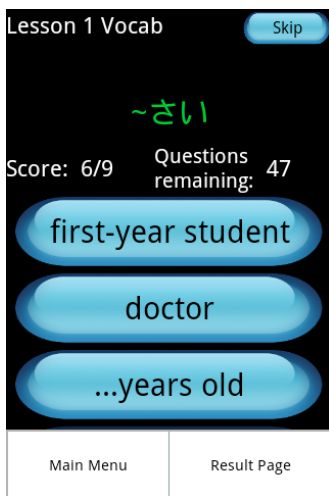 Lesson 1 Vocab
Skip
~さい
Score: 6/9
Questions
remaining:
47
first-year student
doctor
...years old
Main Menu
Result Page